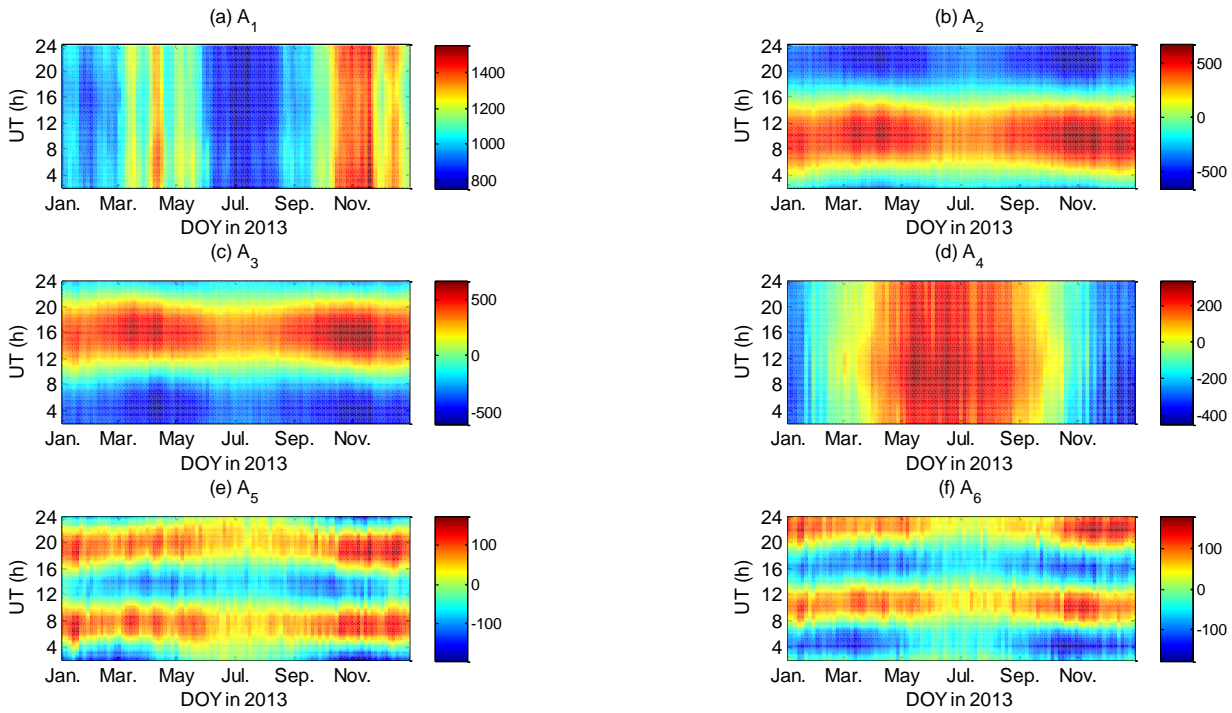 (a) A1
24
20
16
12
8
4
UT (h)
Jan. Mar. May Jul. Sep. Nov.
DOY in 2013
1400
1200
1000
800
(b) A2
24
20
16
12
8
4
UT (h)
Jan. Mar. May Jul. Sep. Nov.
DOY in 2013
500
0
-500
(c) A3
24
20
16
12
8
4
UT (h)
Jan. Mar. May Jul. Sep. Nov.
DOY in 2013
500
0
-500
(d) A4
24
20
16
12
8
4
UT (h)
Jan. Mar. May Jul. Sep. Nov.
DOY in 2013
200
0
-200
-400
(e) A5
24
20
16
12
8
4
UT (h)
Jan. Mar. May Jul. Sep. Nov.
DOY in 2013
100
0
-100
(f) A6
24
20
16
12
8
4
UT (h)
Jan. Mar. May Jul. Sep. Nov.
DOY in 2013
100
0
-100